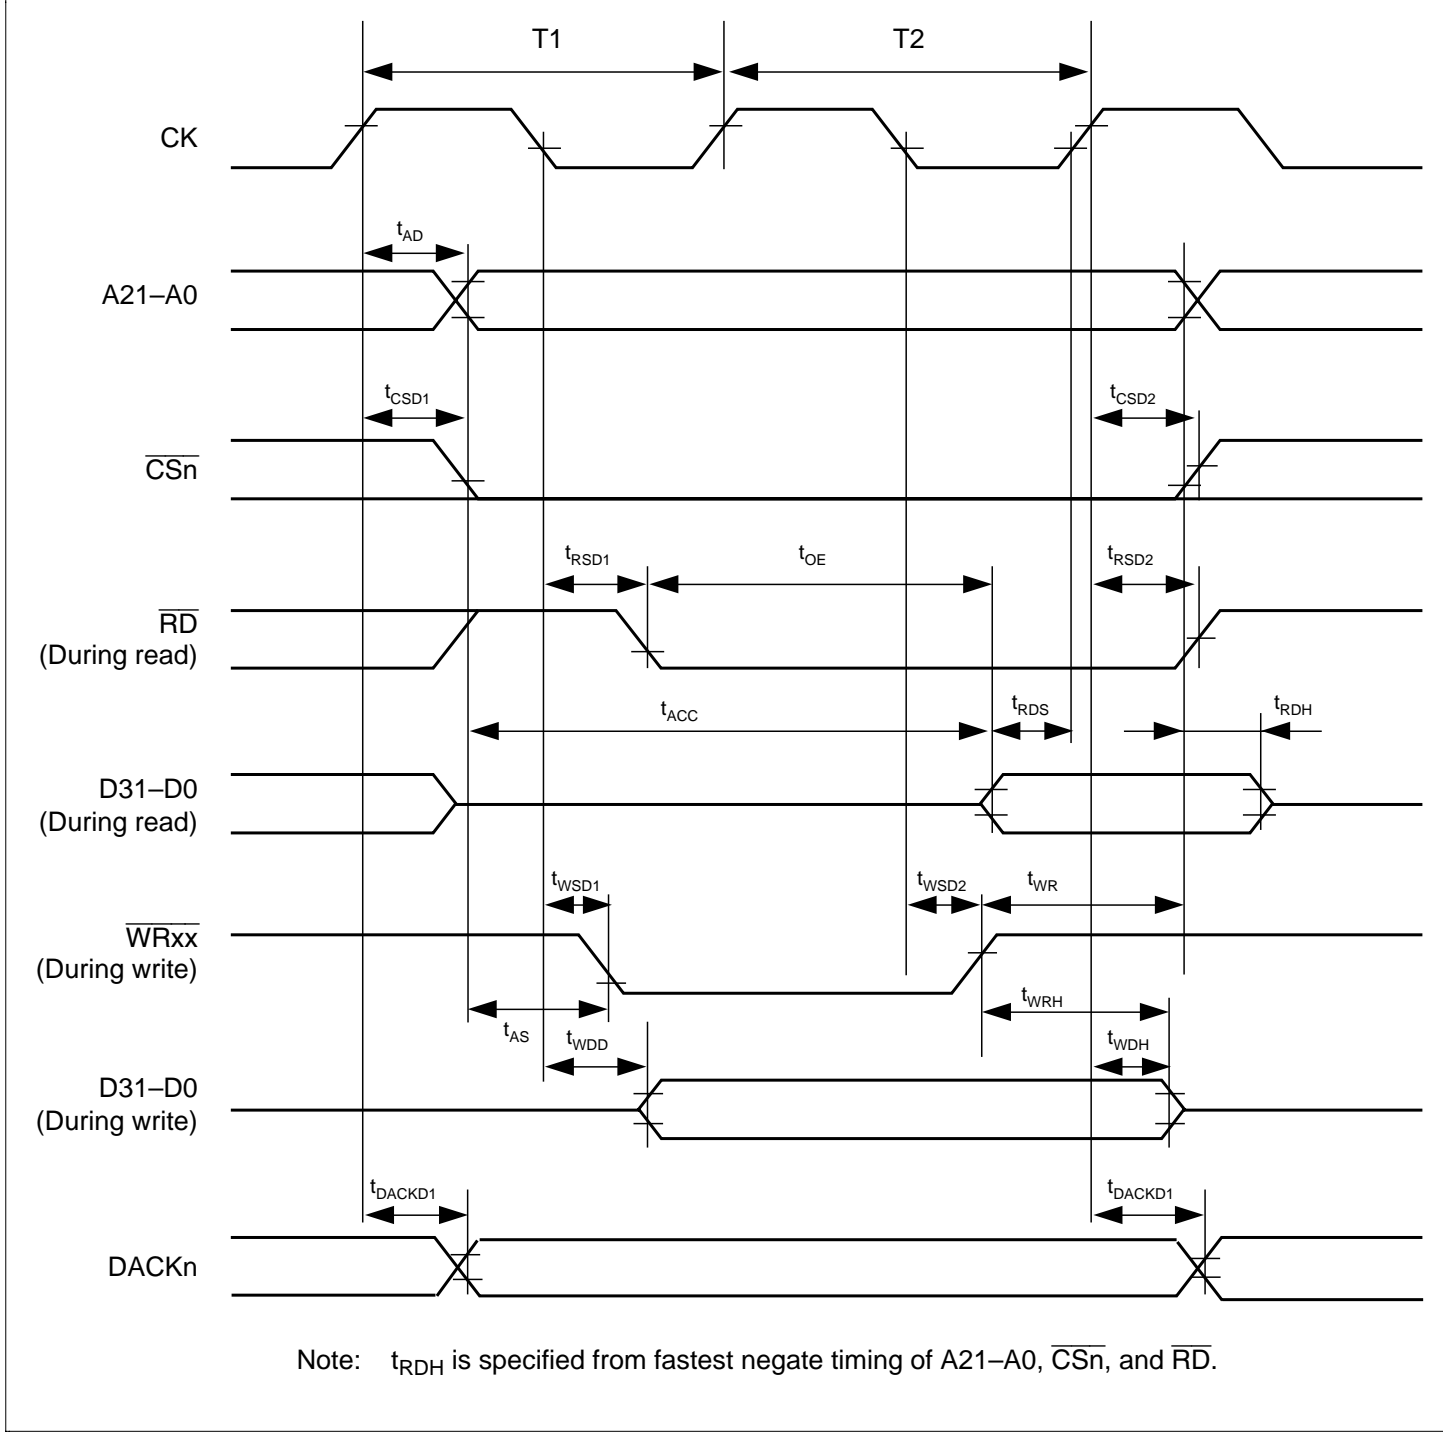 T1 T2
CK
tAD
A21–A0
tCSD1 tCSD2
CSn
tRSD1 tOE tRSD2
RD
(During read)
tACC tRDS tRDH
D31–D0
(During read)
tWSD1 tWSD2 tWR
WRxx
(During write)
tWRH
tAS tWDD tWDH
D31–D0
(During write)
tDACKD1 tDACKD1
DACKn
Note: tRDH is specified from fastest negate timing of A21–A0, CSn, and RD.